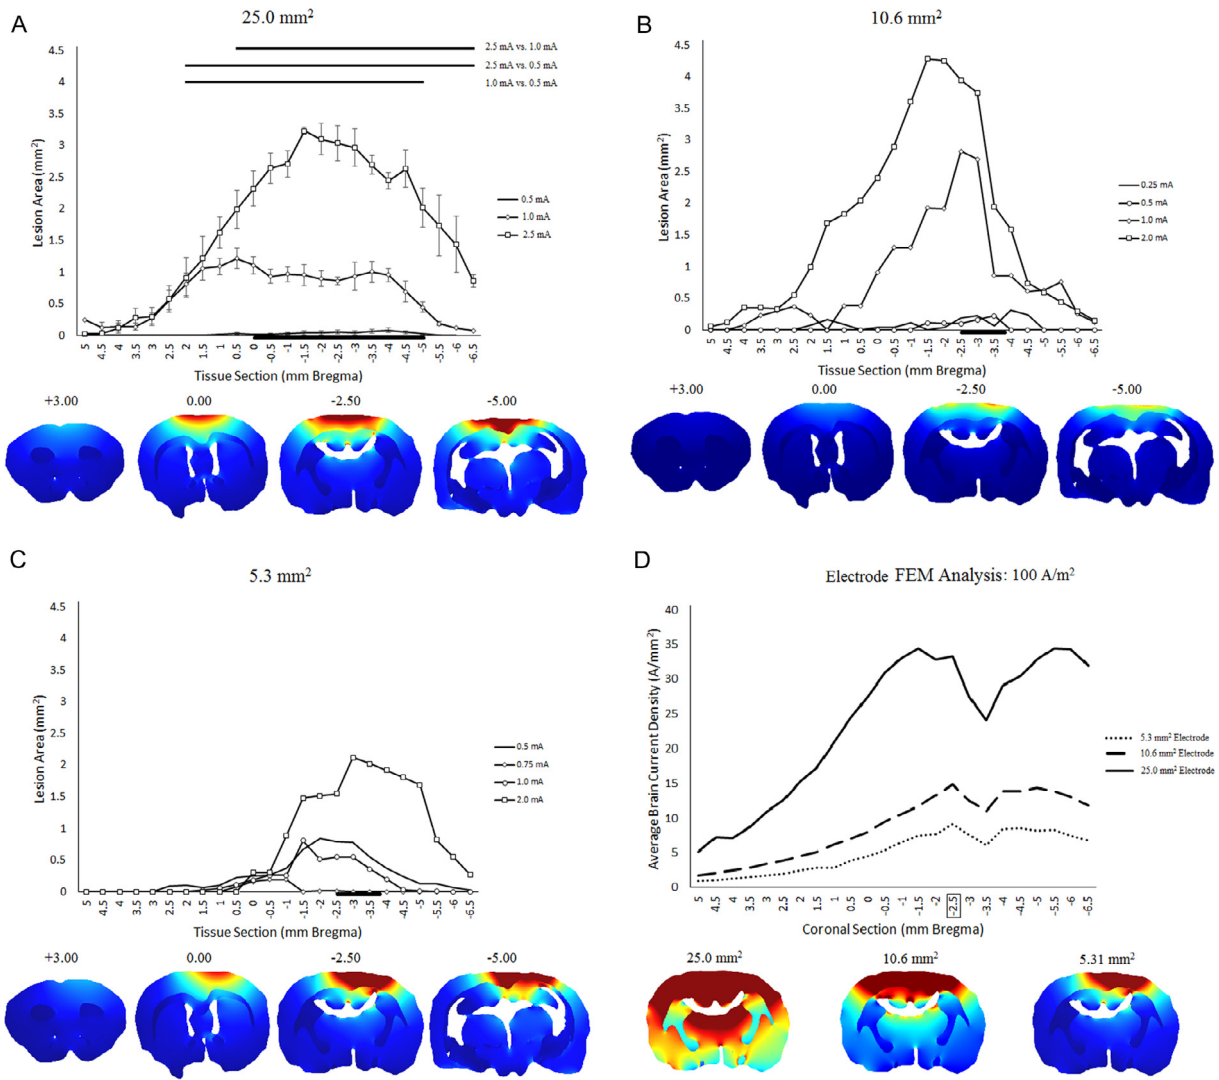 A
25.0 mm²
4.5
4
3.5
3
2.5
2
1.5
1
0.5
0
Lesion Area (mm²)
2.5 mA vs. 1.0 mA
2.5 mA vs. 0.5 mA
1.0 mA vs. 0.5 mA
0.5 mA
1.0 mA
2.5 mA
5 4.5 4 3.5 3 2.5 2 1.5 1 0.5 0 -0.5 -1 -1.5 -2 -2.5 -3 -3.5 -4 -4.5 -5 -5.5 -6 -6.5
Tissue Section (mm Bregma)
+3.00 0.00 -2.50 -5.00
B
10.6 mm²
4.5
4
3.5
3
2.5
2
1.5
1
0.5
0
Lesion Area (mm²)
0.25 mA
0.5 mA
1.0 mA
2.0 mA
5 4.5 4 3.5 3 2.5 2 1.5 1 0.5 0 -0.5 -1 -1.5 -2 -2.5 -3 -3.5 -4 -4.5 -5 -5.5 -6 -6.5
Tissue Section (mm Bregma)
+3.00 0.00 -2.50 -5.00
C
5.3 mm²
4.5
4
3.5
3
2.5
2
1.5
1
0.5
0
Lesion Area (mm²)
0.5 mA
0.75 mA
1.0 mA
2.0 mA
5 4.5 4 3.5 3 2.5 2 1.5 1 0.5 0 -0.5 -1 -1.5 -2 -2.5 -3 -3.5 -4 -4.5 -5 -5.5 -6 -6.5
Tissue Section (mm Bregma)
+3.00 0.00 -2.50 -5.00
D
Electrode FEM Analysis: 100 A/m²
40
35
30
25
20
15
10
5
0
Average Brain Current Density (A/mm²)
5.3 mm² Electrode
10.6 mm² Electrode
25.0 mm² Electrode
5 4.5 4 3.5 3 2.5 2 1.5 1 0.5 0 -0.5 -1 -1.5 -2 -2.5 -3 -3.5 -4 -4.5 -5 -5.5 -6 -6.5
Coronal Section (mm Bregma)
25.0 mm² 10.6 mm² 5.31 mm²